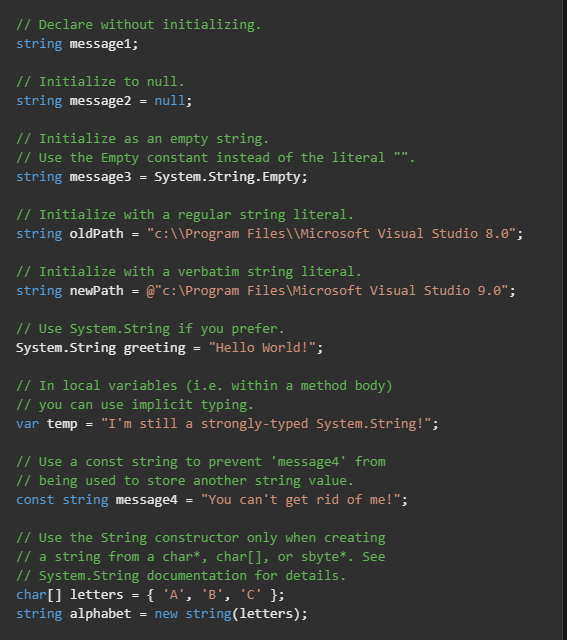 // Declare without initializing.
string message1;
// Initialize to null.
string message2 = null;
// Initialize as an empty string.
// Use the Empty constant instead of the literal "".
string message3 = System.String.Empty;
// Initialize with a regular string literal.
string oldPath = "c:\\Program Files\\Microsoft Visual Studio 8.0";
// Initialize with a verbatim string literal.
string newPath = @"c:\Program Files\Microsoft Visual Studio 9.0";
// Use System.String if you prefer.
System.String greeting = "Hello World!";
// In local variables (i.e. within a method body)
// you can use implicit typing.
var temp = "I'm still a strongly-typed System.String!";
// Use a const string to prevent 'message4' from
// being used to store another string value.
const string message4 = "You can't get rid of me!";
// Use the String constructor only when creating
// a string from a char*, char[], or sbyte*. See
// System.String documentation for details.
char[] letters = { 'A', 'B', 'C' };
string alphabet = new string(letters);